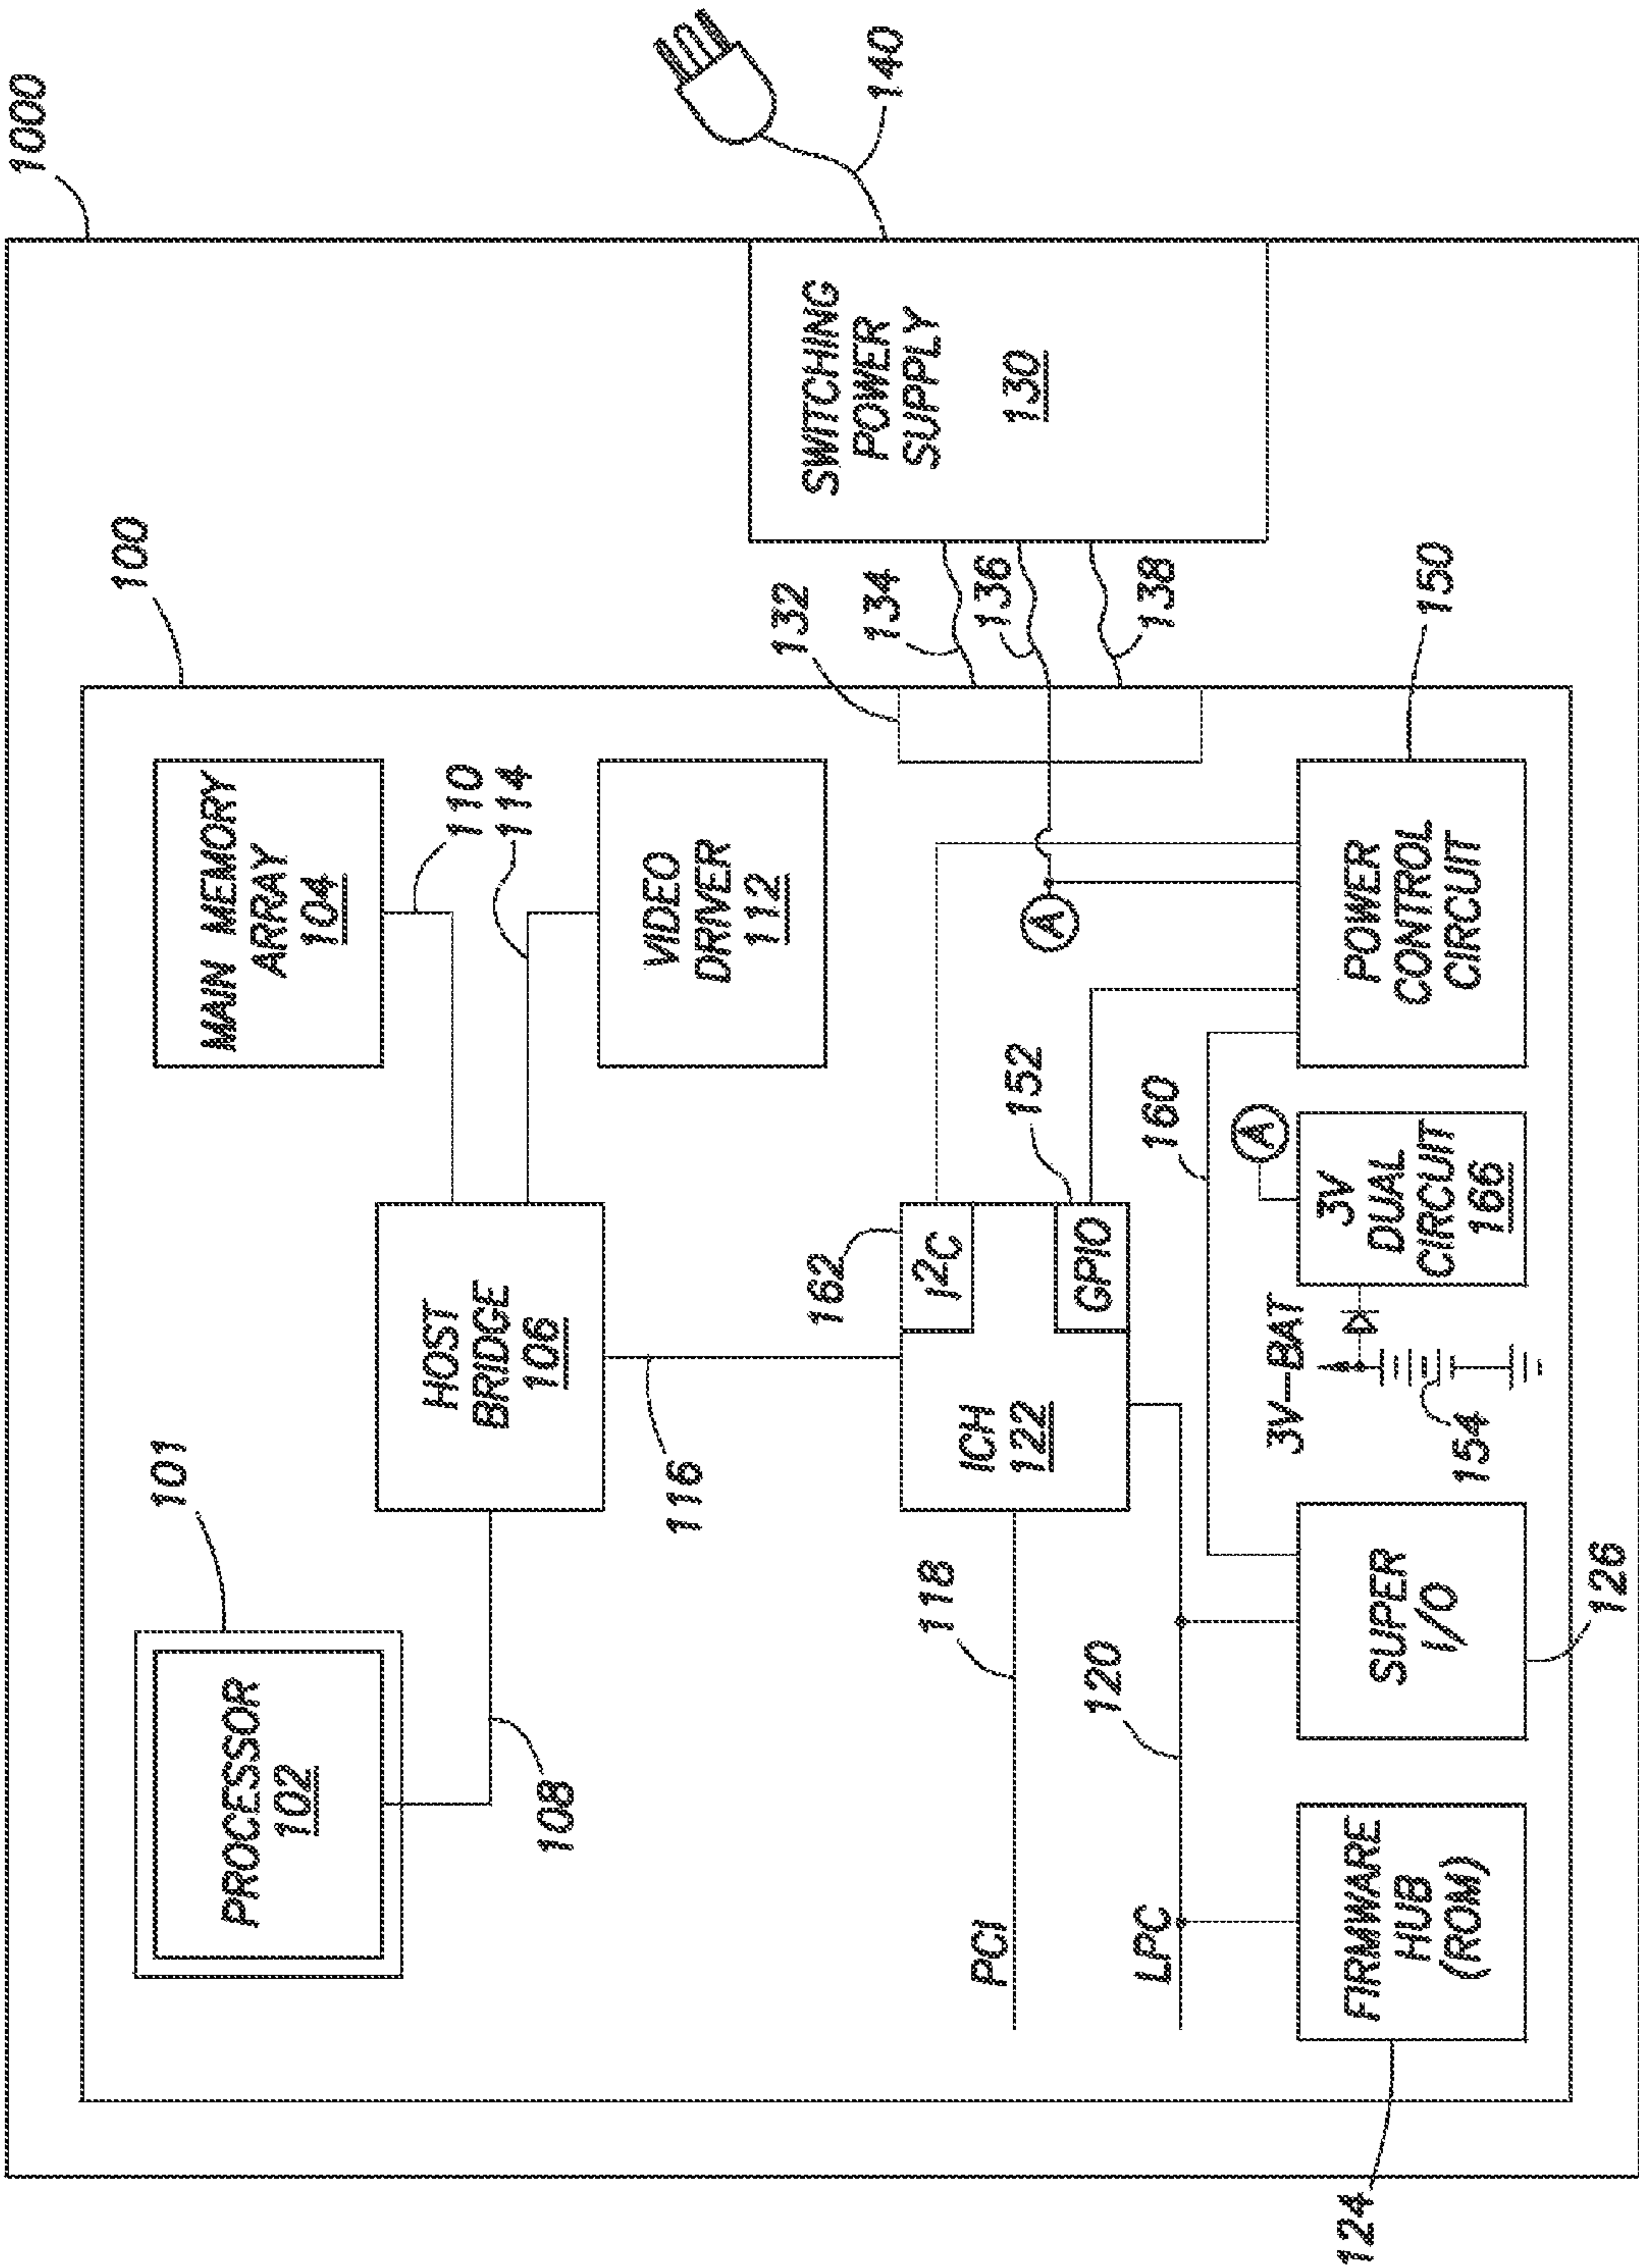 1000
100
101
PROCESSOR
102
108
HOST
BRIDGE
106
MAIN MEMORY
ARRAY
104
110
114
VIDEO
DRIVER
112
116
132
134
136
138
SWITCHING
POWER
SUPPLY
130
140
118
PCI
ICH
122
162
I2C
GPIO
152
A
120
LPC
160
FIRMWARE
HUB
(ROM)
124
SUPER
I/O
126
3V-BAT
154
A
3V
DUAL
CIRCUIT
166
POWER
CONTROL
CIRCUIT
150